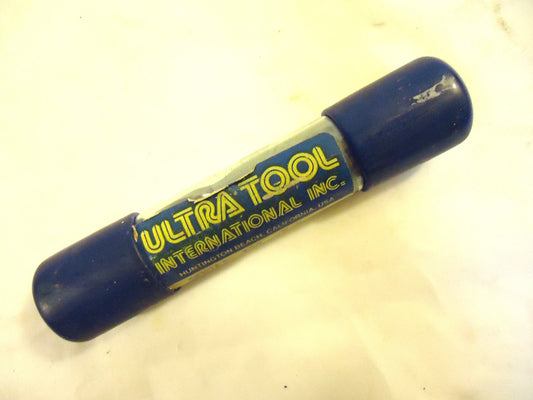 ULTRA TOOL
INTERNATIONAL INC.
HUNTINGTON BEACH, CALIFORNIA, USA